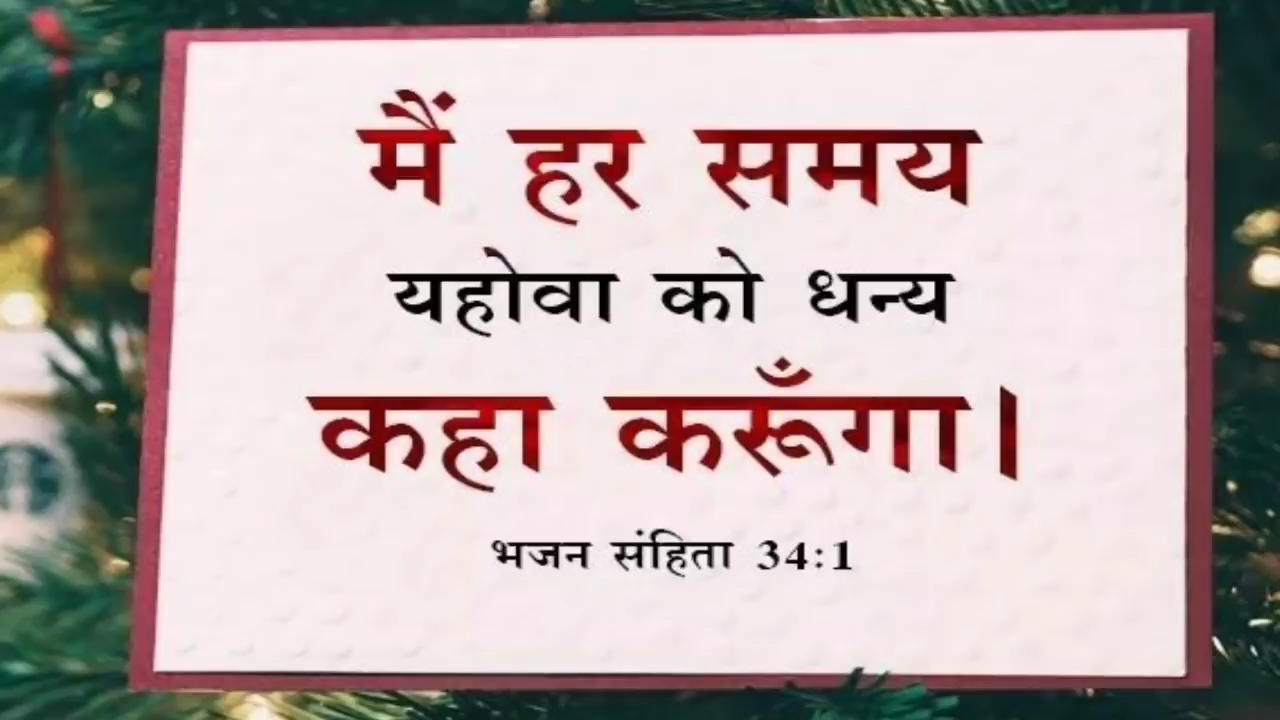 मैं हर समय
यहोवा को धन्य
कहा करूँगा।
भजन संहिता 34:1